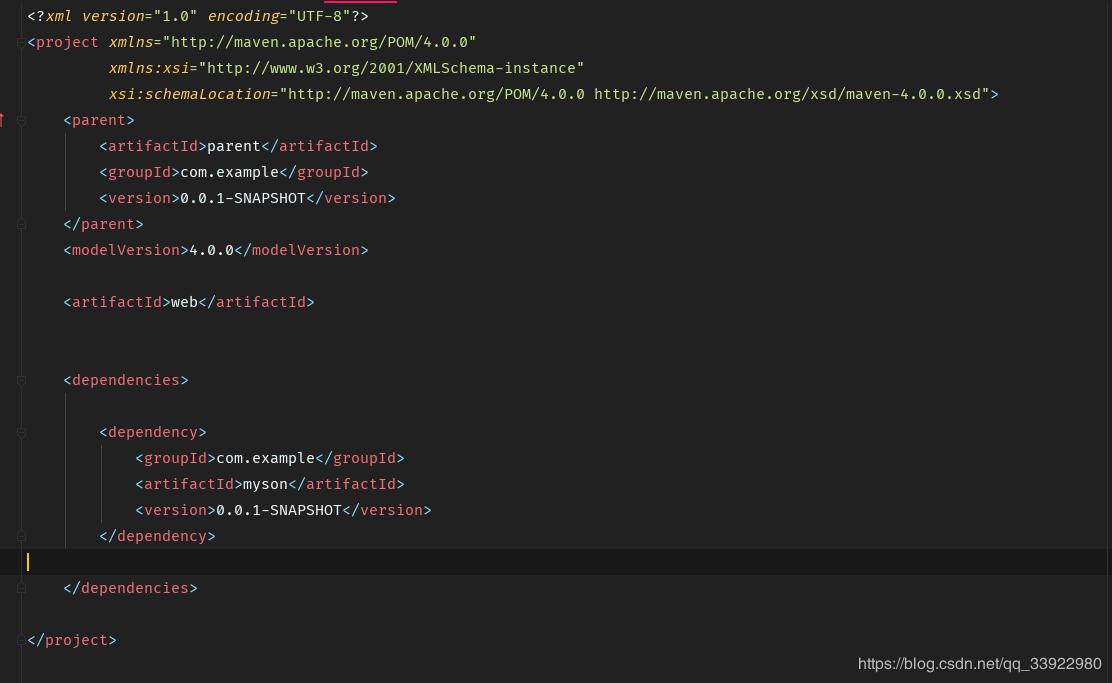 <?xml version="1.0" encoding="UTF-8"?>
<project xmlns="http://maven.apache.org/POM/4.0.0"
         xmlns:xsi="http://www.w3.org/2001/XMLSchema-instance"
         xsi:schemaLocation="http://maven.apache.org/POM/4.0.0 http://maven.apache.org/xsd/maven-4.0.0.xsd">
    <parent>
        <artifactId>parent</artifactId>
        <groupId>com.example</groupId>
        <version>0.0.1-SNAPSHOT</version>
    </parent>
    <modelVersion>4.0.0</modelVersion>
    <artifactId>web</artifactId>
    <dependencies>
        <dependency>
            <groupId>com.example</groupId>
            <artifactId>myson</artifactId>
            <version>0.0.1-SNAPSHOT</version>
        </dependency>
    </dependencies>
</project>
https://blog.csdn.net/qq_33922980